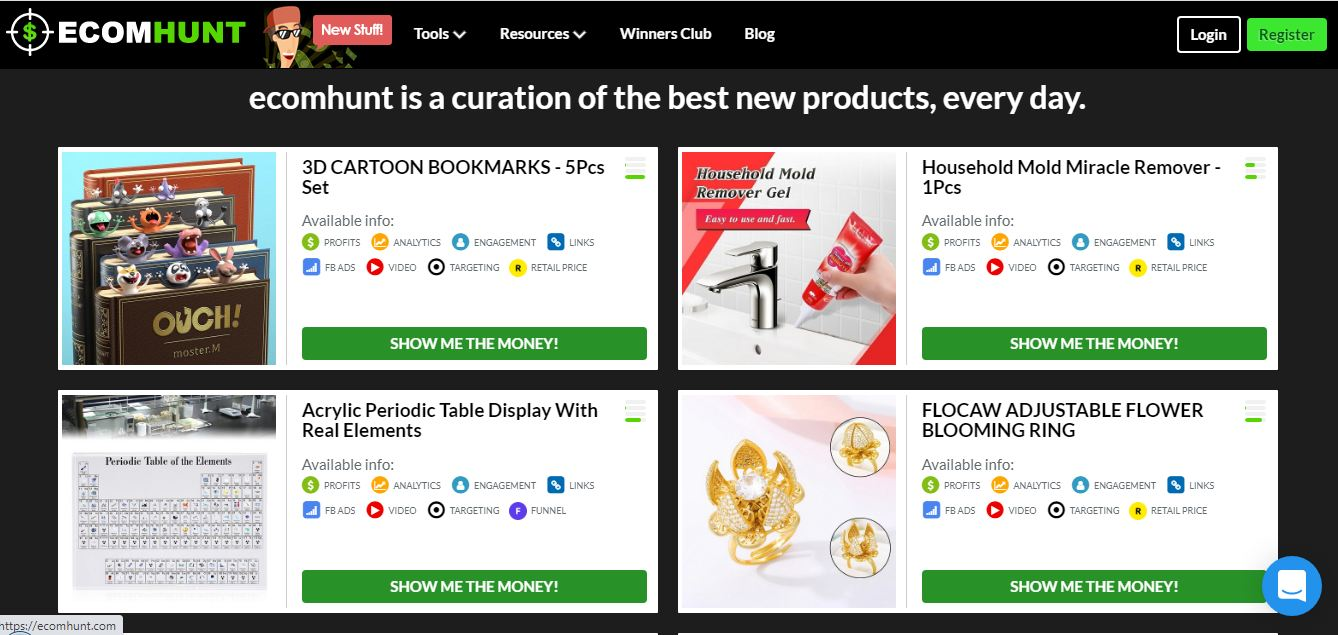 ECOMHUNT
New Stuff!
Tools
Resources
Winners Club
Blog
Login
Register
ecomhunt is a curation of the best new products, every day.
OUCH!
moster.M
3D CARTOON BOOKMARKS - 5Pcs
Set
Available info:
PROFITS ANALYTICS ENGAGEMENT LINKS
FB ADS VIDEO TARGETING R RETAIL PRICE
SHOW ME THE MONEY!
Household Mold
Remover Gel
Easy to use and fast.
Household Mold Miracle Remover -
1Pcs
Available info:
PROFITS ANALYTICS ENGAGEMENT LINKS
FB ADS VIDEO TARGETING R RETAIL PRICE
SHOW ME THE MONEY!
Periodic Table of the Elements
Acrylic Periodic Table Display With
Real Elements
Available info:
PROFITS ANALYTICS ENGAGEMENT LINKS
FB ADS VIDEO TARGETING F FUNNEL
SHOW ME THE MONEY!
FLOCAW ADJUSTABLE FLOWER
BLOOMING RING
Available info:
PROFITS ANALYTICS ENGAGEMENT LINKS
FB ADS VIDEO TARGETING R RETAIL PRICE
SHOW ME THE MONEY!
https://ecomhunt.com